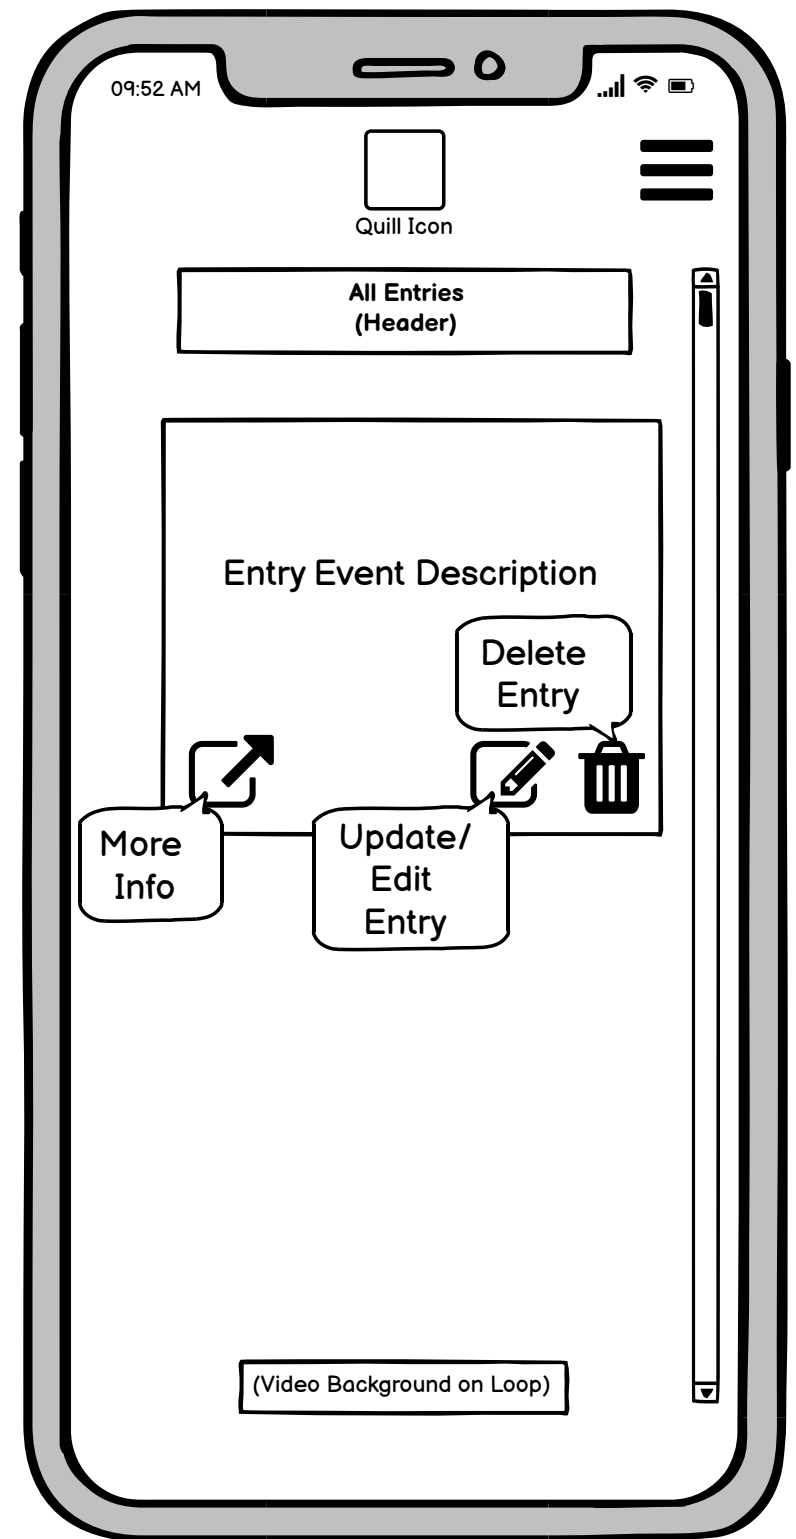 09:52 AM
Quill Icon
All Entries
(Header)
Entry Event Description
Delete
Entry
More
Info
Update/
Edit
Entry
(Video Background on Loop)